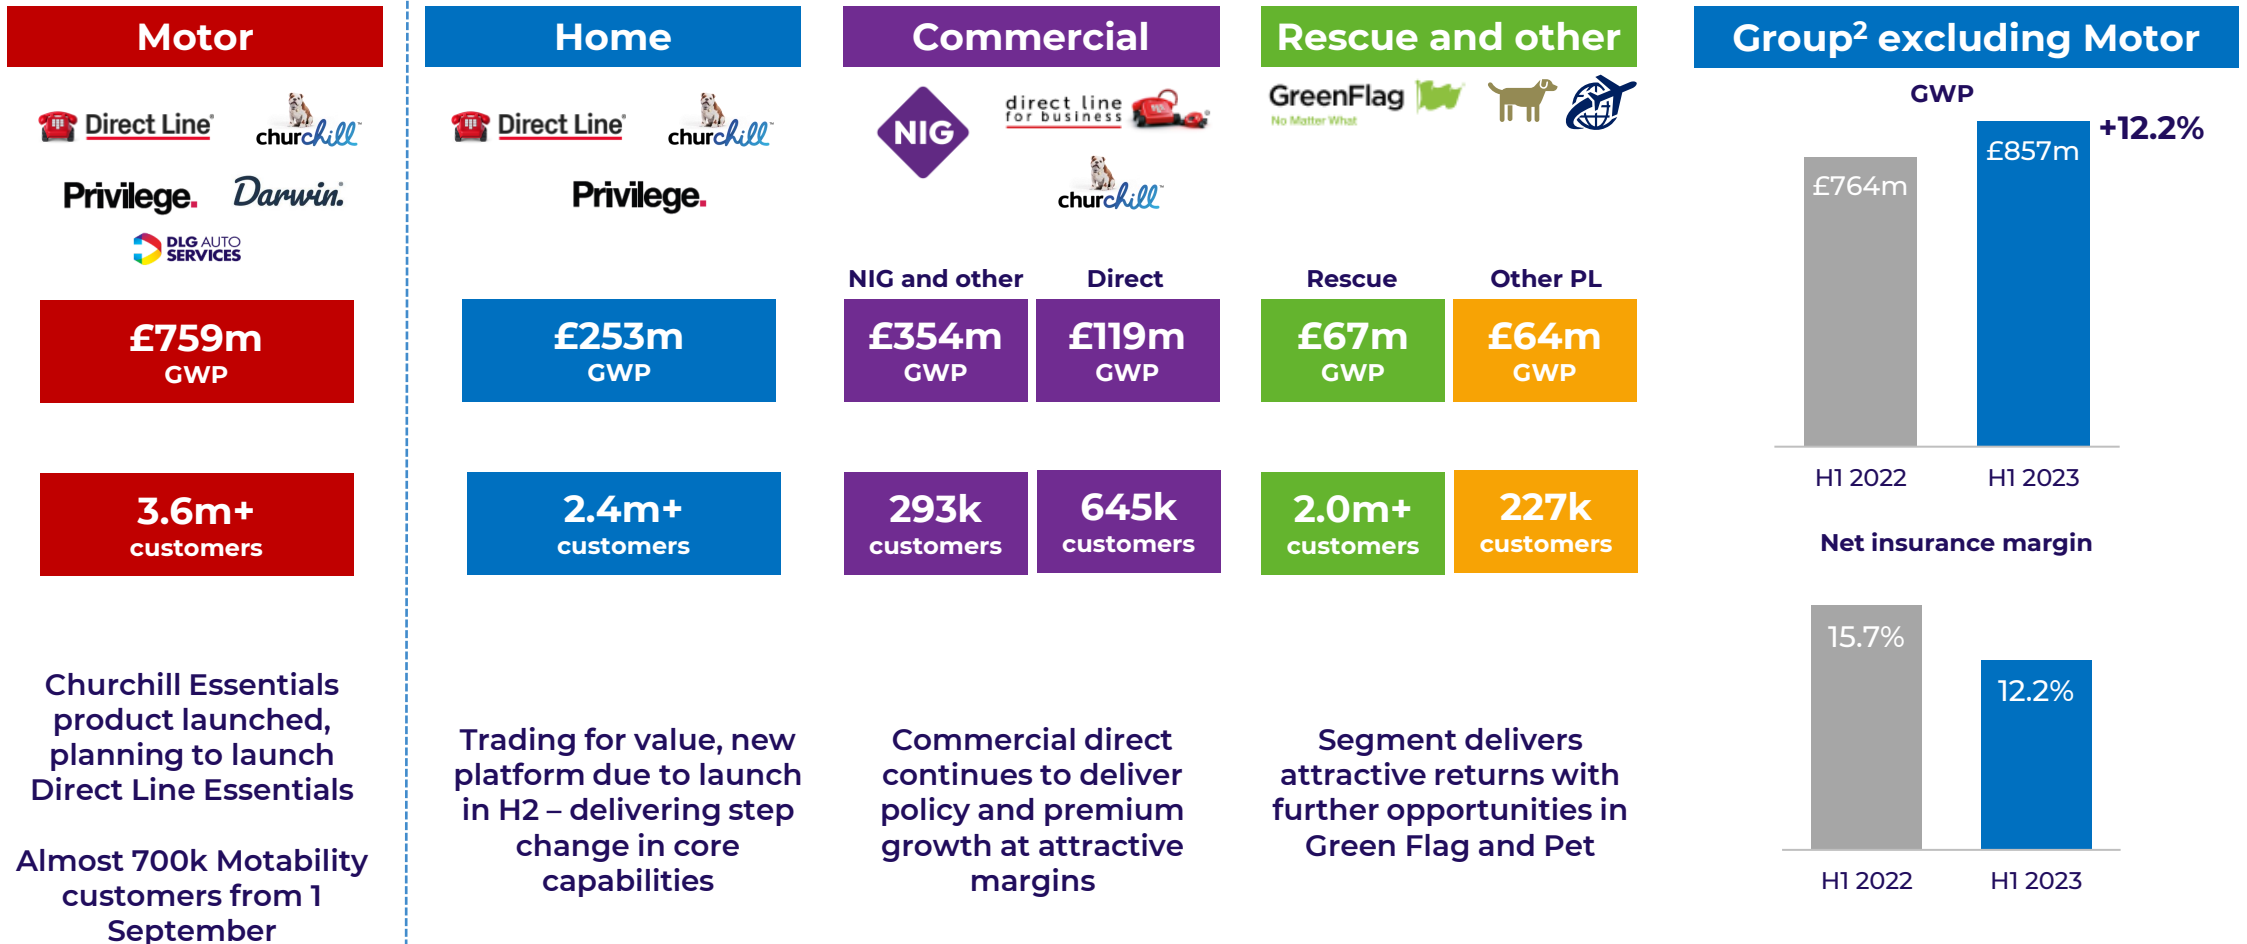 Motor
Direct Line
churchill
Privilege.
Darwin.
DLG AUTO
SERVICES
£759m
GWP
3.6m+
customers
Churchill Essentials
product launched,
planning to launch
Direct Line Essentials
Almost 700k Motability
customers from 1
September
Home
Direct Line
churchill
Privilege.
£253m
GWP
2.4m+
customers
Trading for value, new
platform due to launch
in H2 – delivering step
change in core
capabilities
Commercial
NIG
direct line
for business
churchill
NIG and other
£354m
GWP
293k
customers
Direct
£119m
GWP
645k
customers
Commercial direct
continues to deliver
policy and premium
growth at attractive
margins
Rescue and other
GreenFlag
No Matter What
Rescue
£67m
GWP
2.0m+
customers
Other PL
£64m
GWP
227k
customers
Segment delivers
attractive returns with
further opportunities in
Green Flag and Pet
Group² excluding Motor
GWP
+12.2%
£764m
£857m
H1 2022
H1 2023
Net insurance margin
15.7%
12.2%
H1 2022
H1 2023